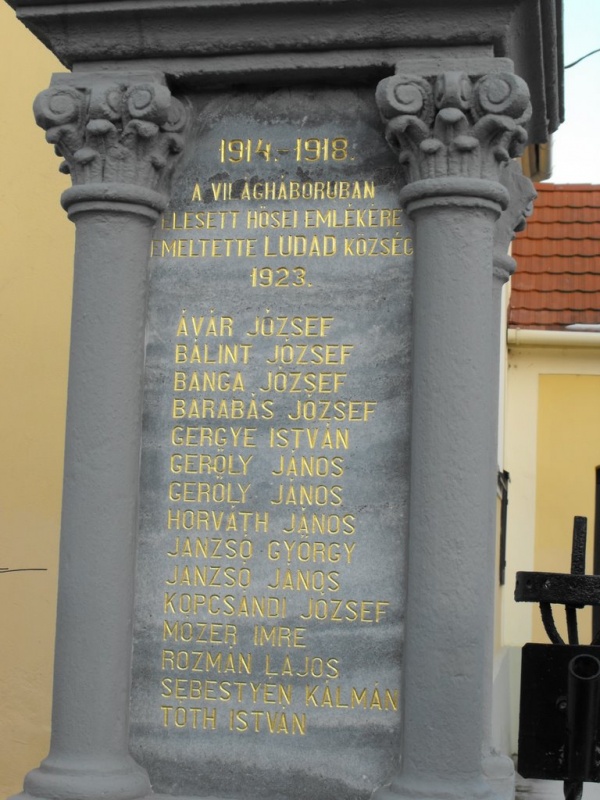 1914.-1918.
A VILÁGHÁBORUBAN
ELESETT HŐSEI EMLÉKÉRE
EMELTETTE LUDAD KÖZSÉG
1923.
ÁVÁR JÓZSEF
BÁLINT JÓZSEF
BANGA JÓZSEF
BARABÁS JÓZSEF
GERGYE ISTVÁN
GERŐLY JÁNOS
GERŐLY JÁNOS
HORVÁTH JÁNOS
JANZSÓ GYÖRGY
JANZSÓ JÁNOS
KOPCSÁNDI JÓZSEF
MOZER IMRE
ROZMÁN LAJOS
SEBESTYÉN KÁLMÁN
TÓTH ISTVÁN